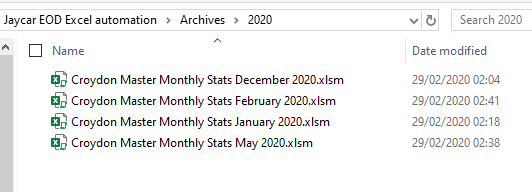 Jaycar EOD Excel automation > Archives > 2020
Search 2020
Name Date modified
Croydon Master Monthly Stats December 2020.xlsm 29/02/2020 02:04
Croydon Master Monthly Stats February 2020.xlsm 29/02/2020 02:41
Croydon Master Monthly Stats January 2020.xlsm 29/02/2020 02:18
Croydon Master Monthly Stats May 2020.xlsm 29/02/2020 02:38